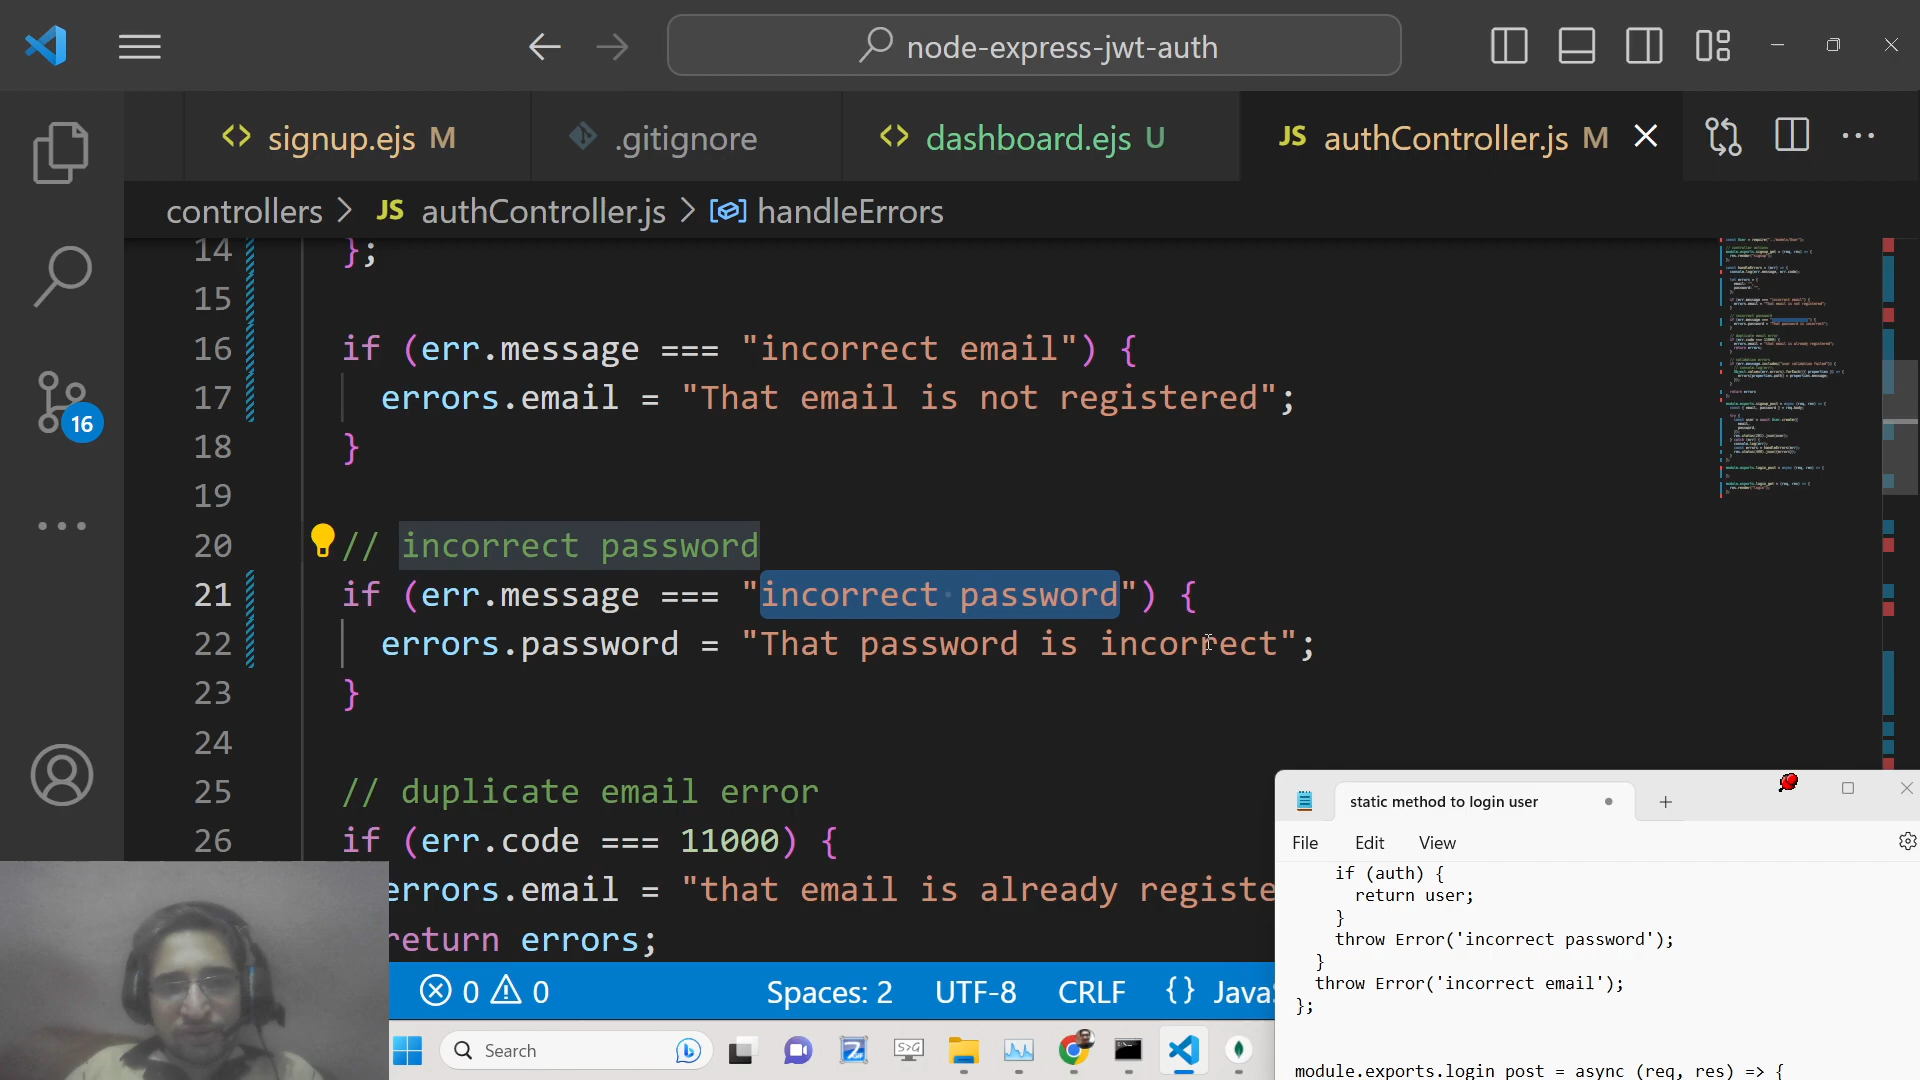 node-express-jwt-auth
<> signup.ejs M
.gitignore
<> dashboard.ejs U
JS authController.js M
controllers > JS authController.js > handleErrors
14 };
15
16 if (err.message === "incorrect email") {
17 errors.email = "That email is not registered";
18 }
19
20 // incorrect password
21 if (err.message === "incorrect password") {
22 errors.password = "That password is incorrect";
23 }
24
25 // duplicate email error
26 if (err.code === 11000) {
errors.email = "that email is already registe
return errors;
16
static method to login user
File Edit View
if (auth) {
return user;
}
throw Error('incorrect password');
}
throw Error('incorrect email');
};
module.exports.login_post = async (req, res) => {
0 0 Spaces: 2 UTF-8 CRLF {} Java
Search